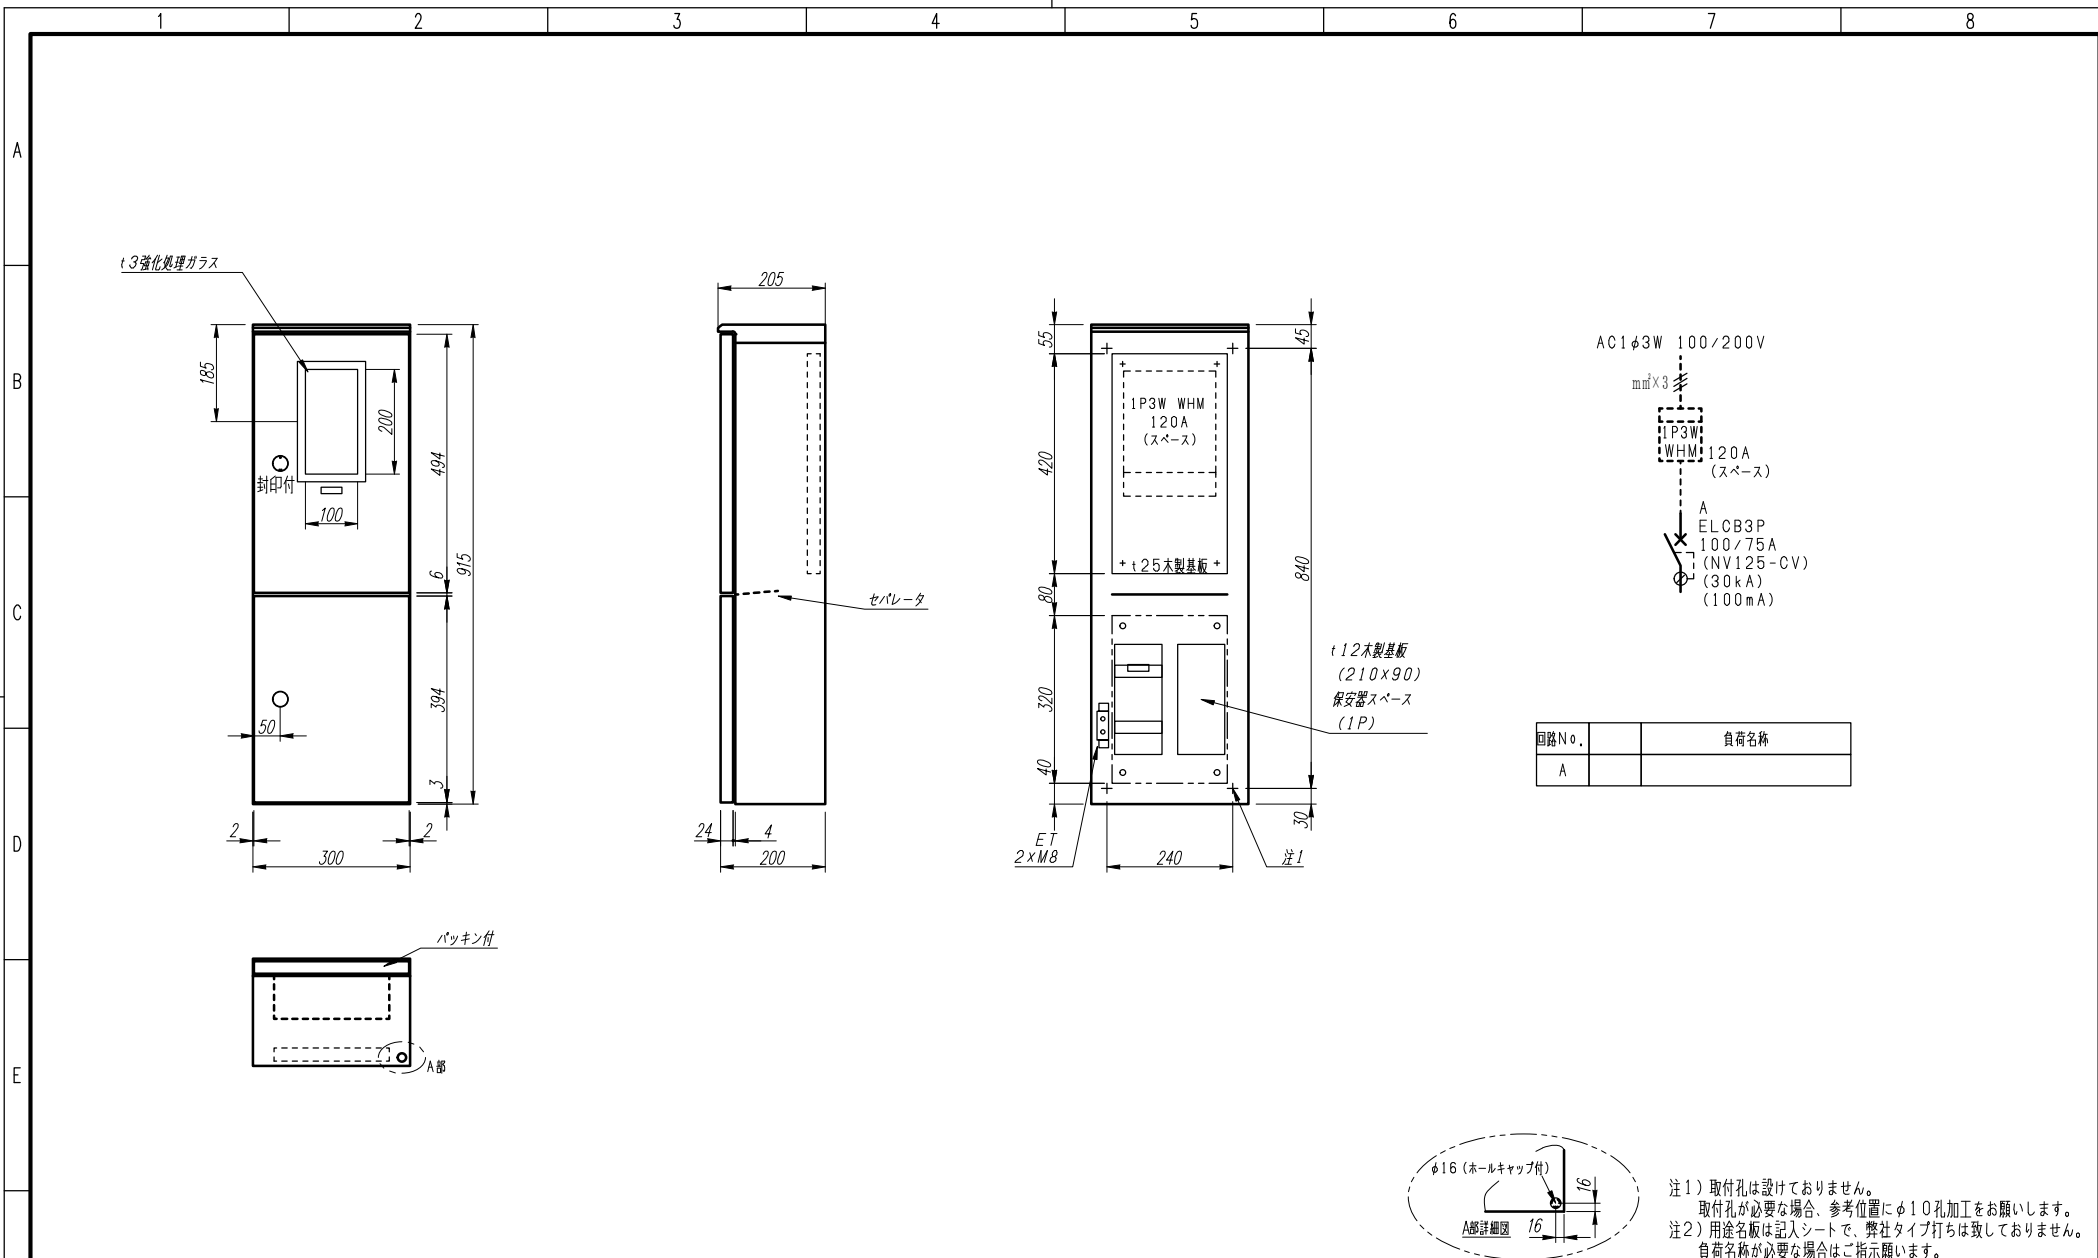 1 2 3 4 5 6 7 8
A
B
C
D
E
t3強化処理ガラス
185
200
494
封印付
100
6
915
50
394
3
2
2
300
205
セパレータ
24
4
200
55
45
1P3W WHM
120A
(スペース)
420
840
t25木製基板
80
320
t12木製基板
(210×90)
保安器スペース
(1P)
40
30
ET
2×M8
240
注1
AC1φ3W 100/200V
mm²×3
1P3W
WHM
120A
(スペース)
A
ELCB3P
100/75A
(NV125-CV)
(30kA)
(100mA)
回路No. 負荷名称
A
パッキン付
A部
φ16(ホールキャップ付)
16
A部詳細図
16
注1)取付孔は設けておりません。
取付孔が必要な場合、参考位置にφ10孔加工をお願いします。
注2)用途名板は記入シートで、弊社タイプ打ちは致しておりません。
負荷名称が必要な場合はご指示願います。